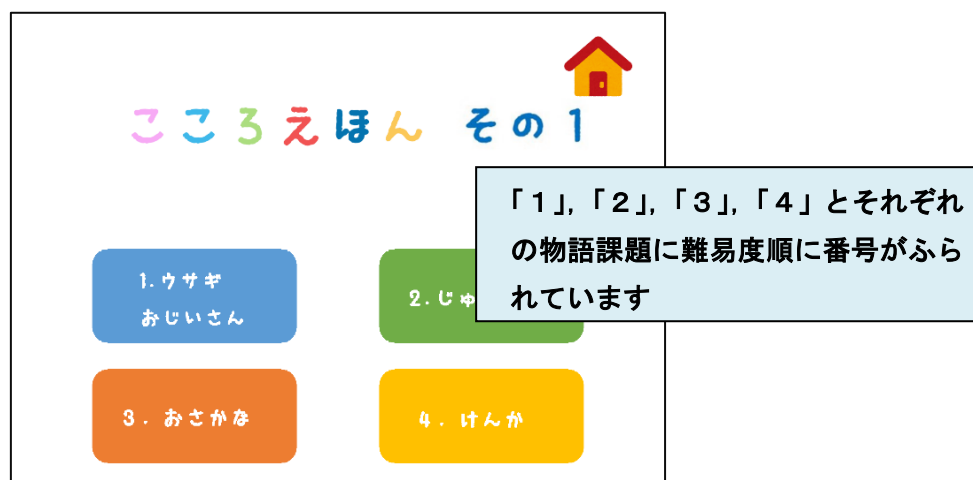 こころえほん その1
「１」,「２」,「３」,「４」とそれぞれ
の物語課題に難易度順に番号がふら
れています
1.ウサギ
おじいさん
2.じゅ
3.おさかな
4.けんか